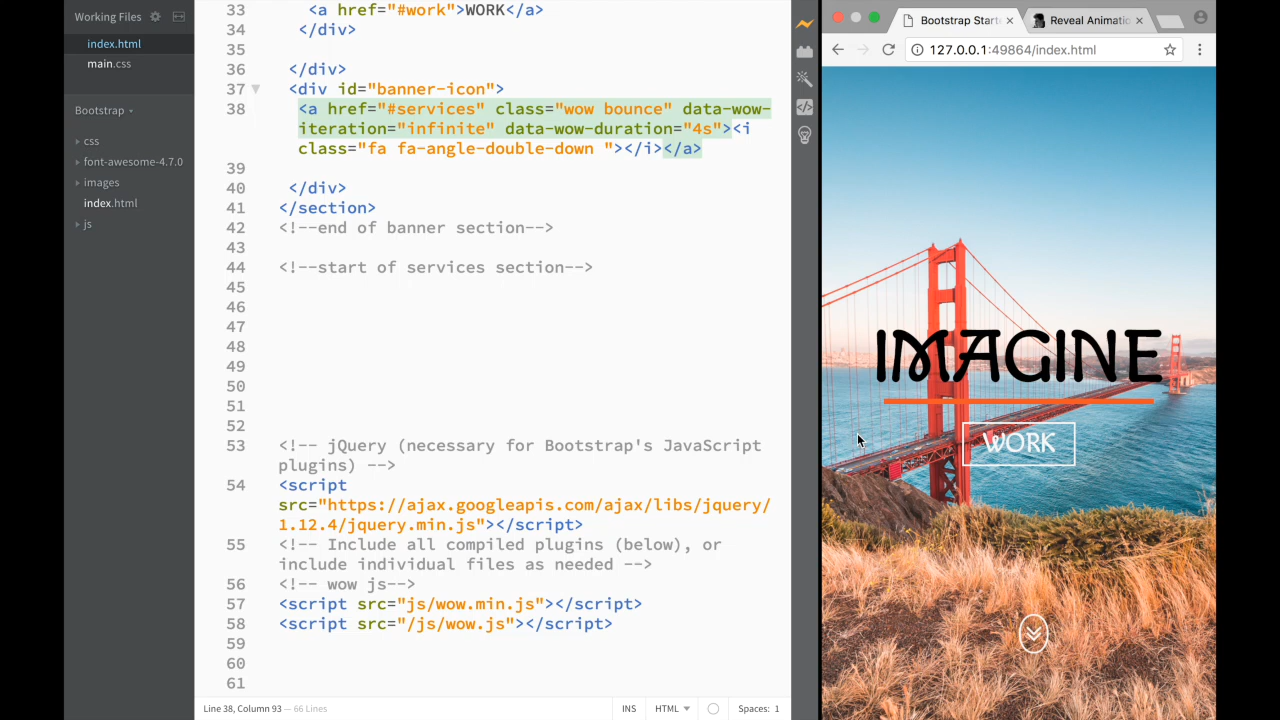 Working Files
index.html
main.css
Bootstrap
css
font-awesome-4.7.0
images
index.html
js
33 <a href="#work">WORK</a>
34 </div>
35
36 </div>
37 <div id="banner-icon">
38 <a href="#services" class="wow bounce" data-wow-
iteration="infinite" data-wow-duration="4s"><i
class="fa fa-angle-double-down "></i></a>
39
40 </div>
41 </section>
42 <!--end of banner section-->
43
44 <!--start of services section-->
45
46
47
48
49
50
51
52
53 <!-- jQuery (necessary for Bootstrap's JavaScript
plugins) -->
54 <script
src="https://ajax.googleapis.com/ajax/libs/jquery/
1.12.4/jquery.min.js"></script>
55 <!-- Include all compiled plugins (below), or
include individual files as needed -->
56 <!-- wow js-->
57 <script src="js/wow.min.js"></script>
58 <script src="/js/wow.js"></script>
59
60
61
Line 38, Column 93 — 66 Lines
INS HTML Spaces: 1
Bootstrap Start Reveal Animatio
127.0.0.1:49864/index.html
IMAGINE
WORK